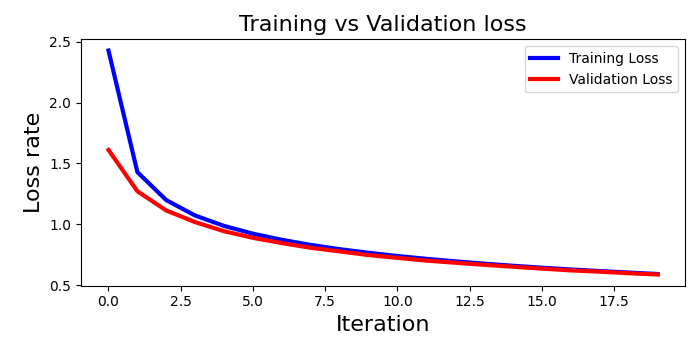 Training vs Validation loss
2.5
2.0
1.5
1.0
0.5
Loss rate
Training Loss
Validation Loss
0.0 2.5 5.0 7.5 10.0 12.5 15.0 17.5
Iteration